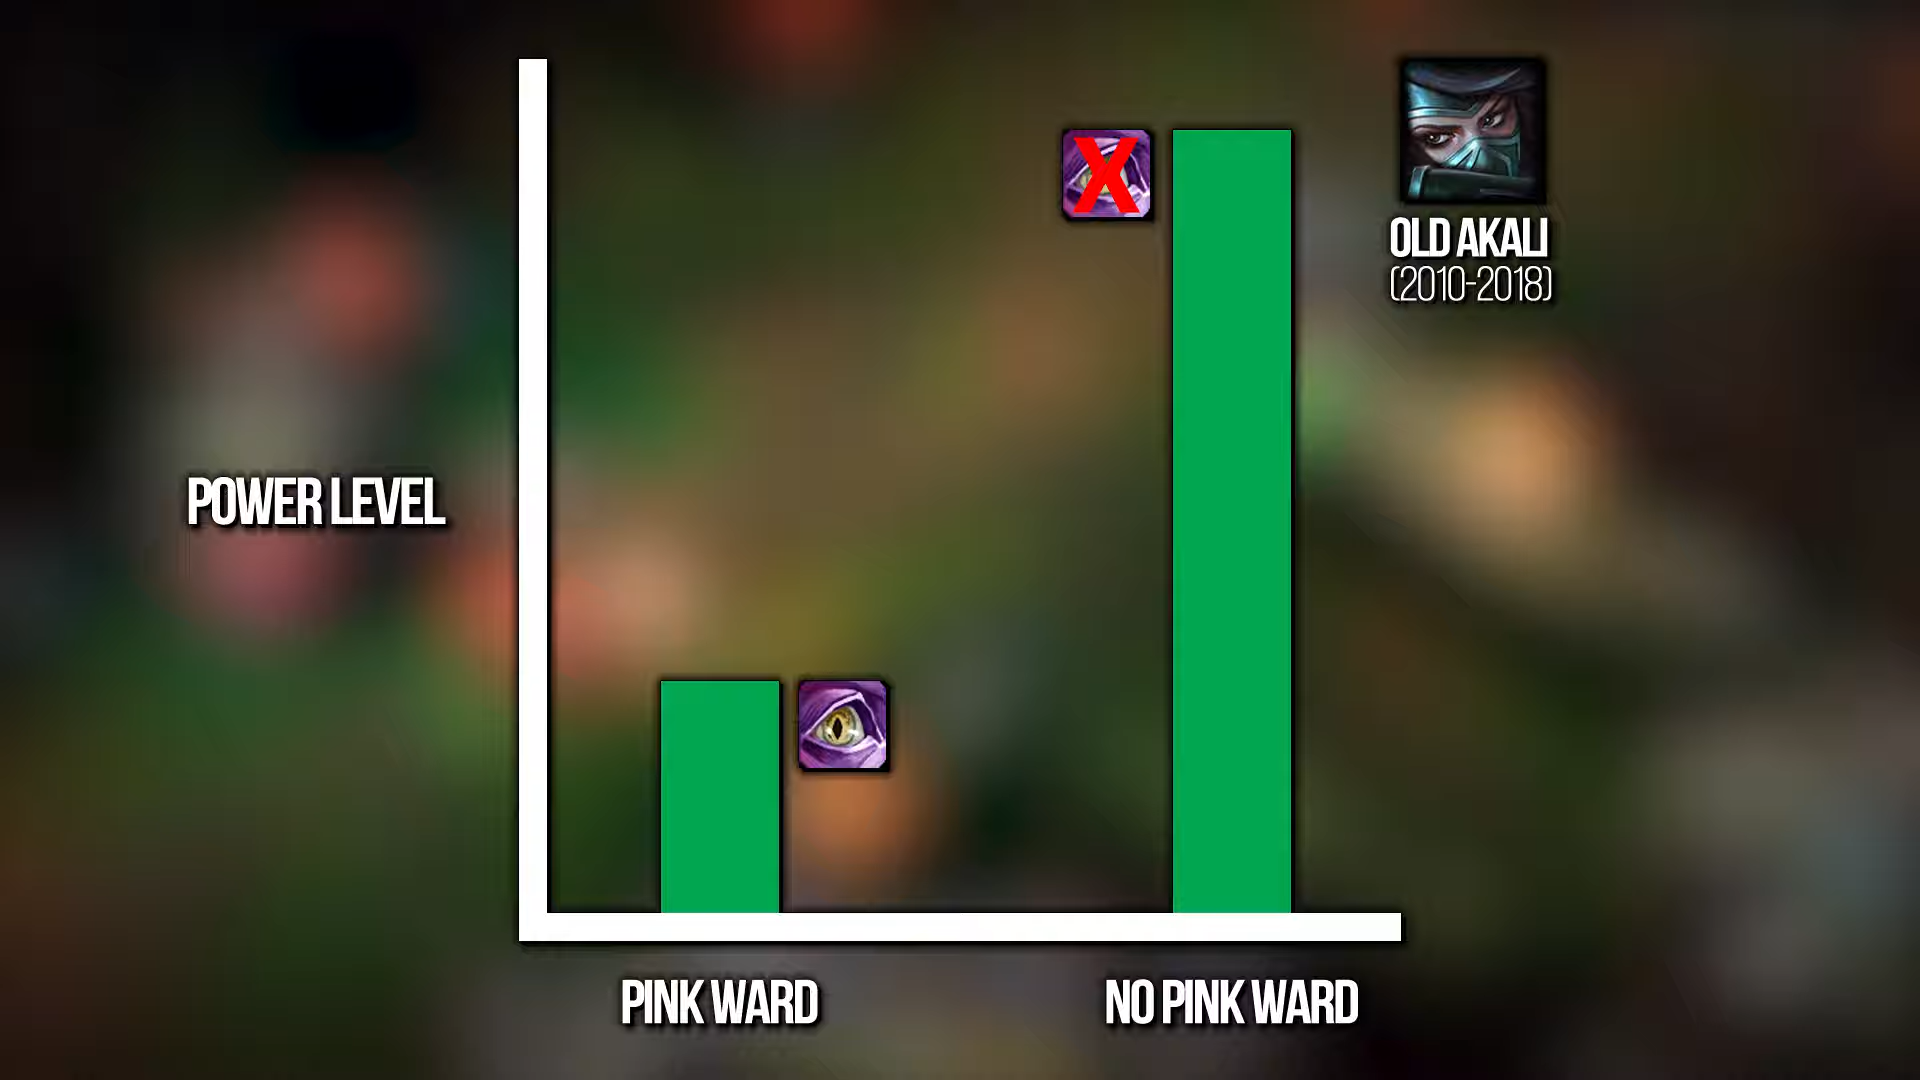 X
OLD AKALI
(2010-2018)
POWER LEVEL
PINK WARD
NO PINK WARD